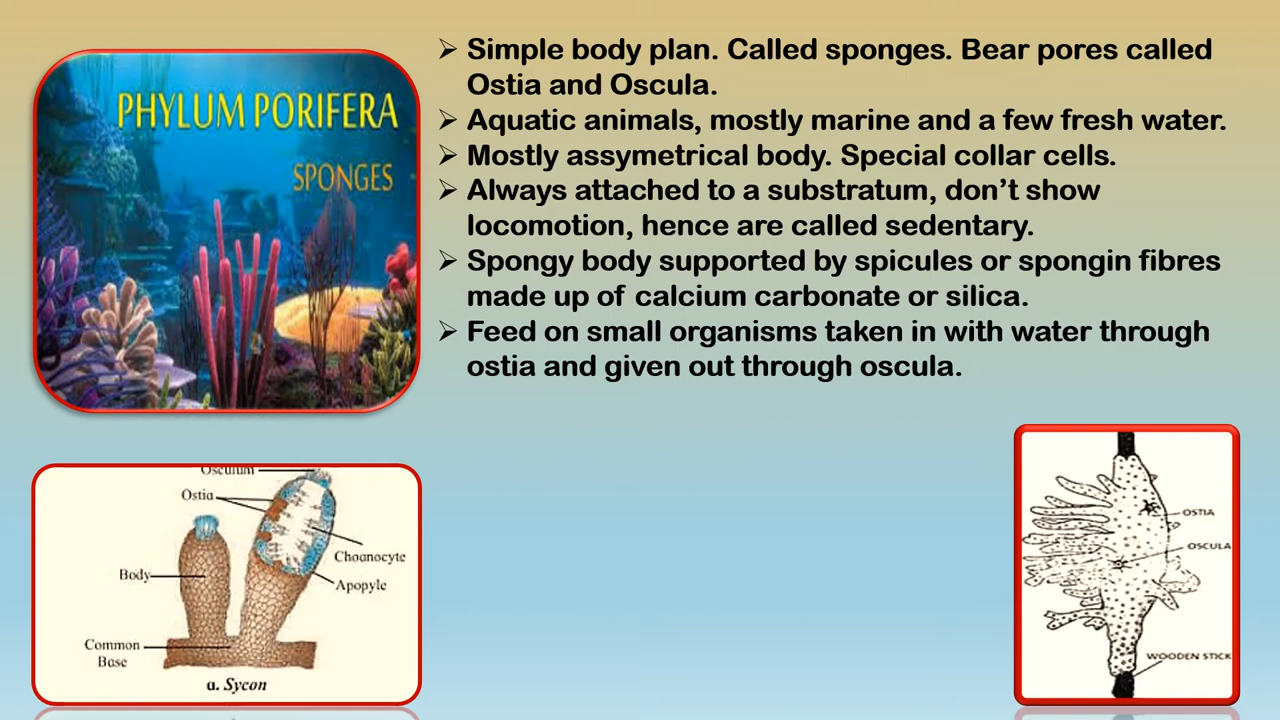 PHYLUM PORIFERA
SPONGES
➢ Simple body plan. Called sponges. Bear pores called
Ostia and Oscula.
➢ Aquatic animals, mostly marine and a few fresh water.
➢ Mostly assymetrical body. Special collar cells.
➢ Always attached to a substratum, don’t show
locomotion, hence are called sedentary.
➢ Spongy body supported by spicules or spongin fibres
made up of calcium carbonate or silica.
➢ Feed on small organisms taken in with water through
ostia and given out through oscula.
Osculum
Ostia
Choanocyte
Body
Apopyle
Common
Base
a. Sycon
OSTIA
OSCULA
WOODEN STICK